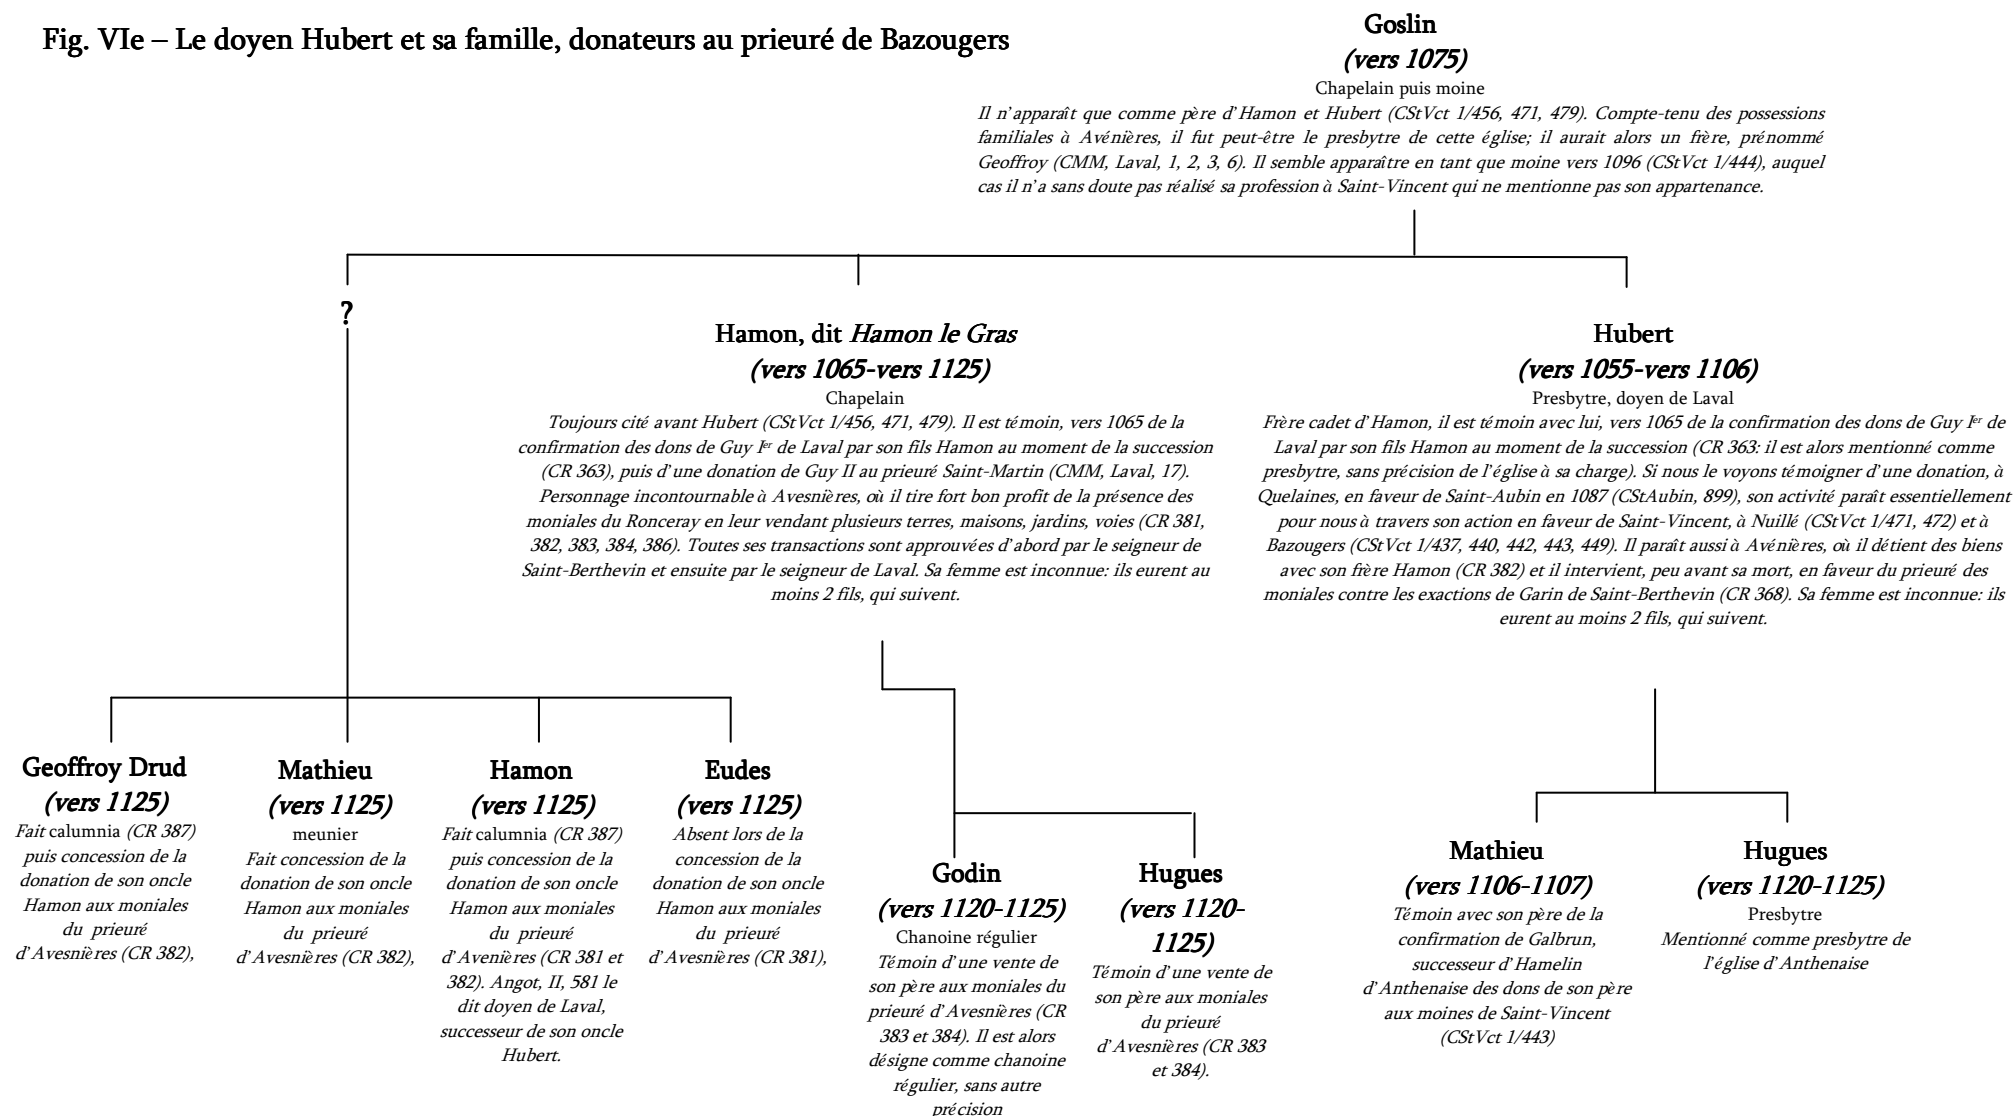 Fig. VIe – Le doyen Hubert et sa famille, donateurs au prieuré de Bazougers
Goslin
(vers 1075)
Chapelain puis moine
Il n'apparaît que comme père d'Hamon et Hubert (CStVct 1/456, 471, 479). Compte-tenu des possessions
familiales à Avénières, il fut peut-être le presbytre de cette église; il aurait alors un frère, prénommé
Geoffroy (CMM, Laval, 1, 2, 3, 6). Il semble apparaître en tant que moine vers 1096 (CStVct 1/444), auquel
cas il n'a sans doute pas réalisé sa profession à Saint-Vincent qui ne mentionne pas son appartenance.
?
Hamon, dit Hamon le Gras
(vers 1065-vers 1125)
Chapelain
Toujours cité avant Hubert (CStVct 1/456, 471, 479). Il est témoin, vers 1065 de la
confirmation des dons de Guy Ier de Laval par son fils Hamon au moment de la succession
(CR 363), puis d'une donation de Guy II au prieuré Saint-Martin (CMM, Laval, 17).
Personnage incontournable à Avesnières, où il tire fort bon profit de la présence des
moniales du Ronceray en leur vendant plusieurs terres, maisons, jardins, voies (CR 381,
382, 383, 384, 386). Toutes ses transactions sont approuvées d'abord par le seigneur de
Saint-Berthevin et ensuite par le seigneur de Laval. Sa femme est inconnue: ils eurent au
moins 2 fils, qui suivent.
Hubert
(vers 1055-vers 1106)
Presbytre, doyen de Laval
Frère cadet d'Hamon, il est témoin avec lui, vers 1065 de la confirmation des dons de Guy Ier de
Laval par son fils Hamon au moment de la succession (CR 363: il est alors mentionné comme
presbytre, sans précision de l'église à sa charge). Si nous le voyons témoigner d'une donation, à
Quelaines, en faveur de Saint-Aubin en 1087 (CStAubin, 899), son activité paraît essentiellement
pour nous à travers son action en faveur de Saint-Vincent, à Nuillé (CStVct 1/471, 472) et à
Bazougers (CStVct 1/437, 440, 442, 443, 449). Il paraît aussi à Avénières, où il détient des biens
avec son frère Hamon (CR 382) et il intervient, peu avant sa mort, en faveur du prieuré des
moniales contre les exactions de Garin de Saint-Berthevin (CR 368). Sa femme est inconnue: ils
eurent au moins 2 fils, qui suivent.
Geoffroy Drud
(vers 1125)
Fait calumnia (CR 387)
puis concession de la
donation de son oncle
Hamon aux moniales
du prieuré
d'Avesnières (CR 382),
Mathieu
(vers 1125)
meunier
Fait concession de la
donation de son oncle
Hamon aux moniales
du prieuré
d'Avesnières (CR 382),
Hamon
(vers 1125)
Fait calumnia (CR 387)
puis concession de la
donation de son oncle
Hamon aux moniales
du prieuré
d'Avenières (CR 381 et
382). Angot, II, 581 le
dit doyen de Laval,
successeur de son oncle
Hubert.
Eudes
(vers 1125)
Absent lors de la
concession de la
donation de son oncle
Hamon aux moniales
du prieuré
d'Avesnières (CR 381),
Godin
(vers 1120-1125)
Chanoine régulier
Témoin d'une vente de
son père aux moniales du
prieuré d'Avesnières (CR
383 et 384). Il est alors
désigne comme chanoine
régulier, sans autre
précision
Hugues
(vers 1120-
1125)
Témoin d'une vente de
son père aux moniales
du prieuré
d'Avesnières (CR 383
et 384).
Mathieu
(vers 1106-1107)
Témoin avec son père de la
confirmation de Galbrun,
successeur d'Hamelin
d'Anthenaise des dons de son père
aux moines de Saint-Vincent
(CStVct 1/443)
Hugues
(vers 1120-1125)
Presbytre
Mentionné comme presbytre de
l'église d'Anthenaise